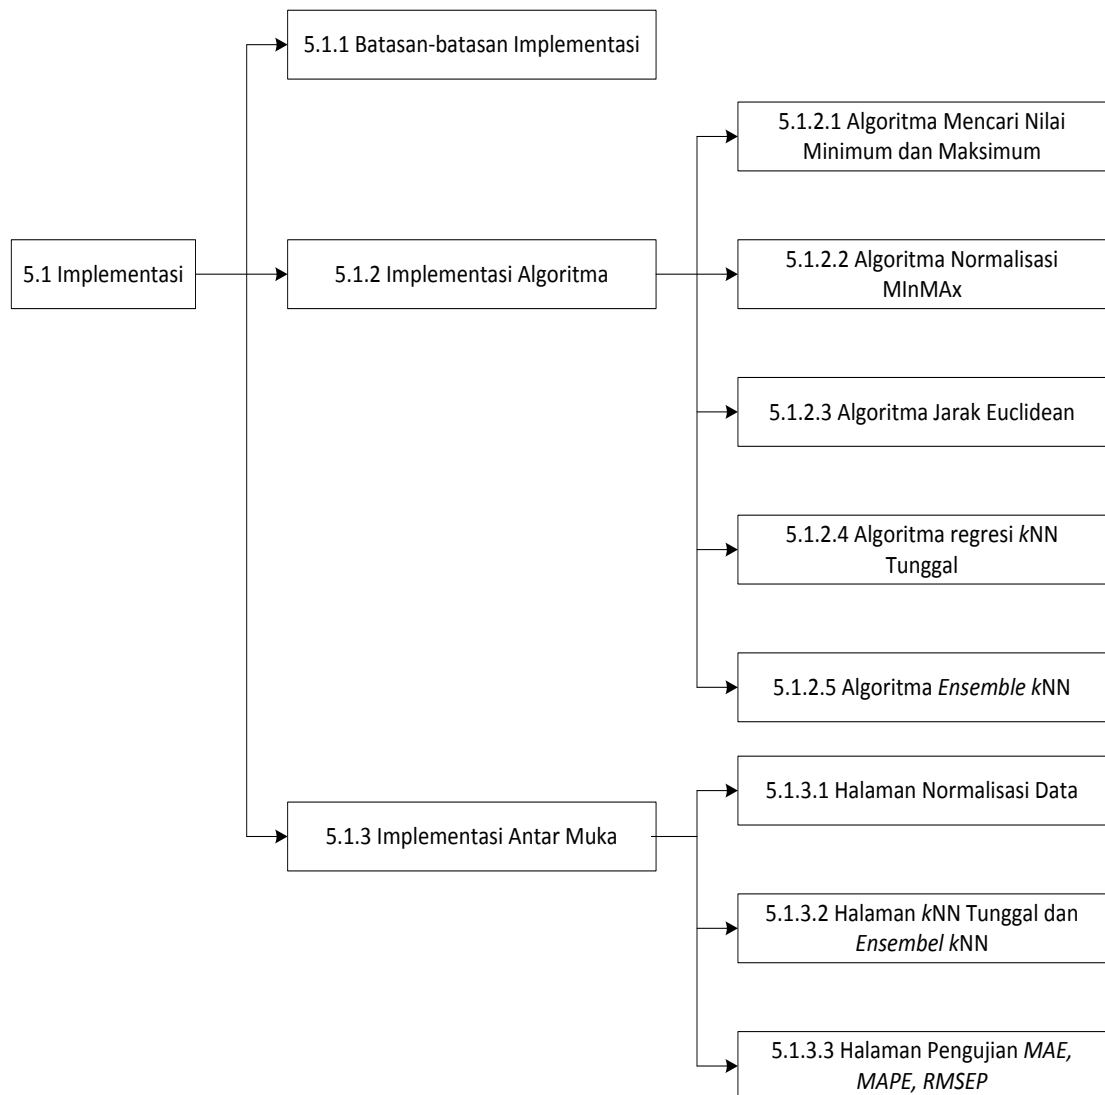 5.1 Implementasi
5.1.1 Batasan-batasan Implementasi
5.1.2 Implementasi Algoritma
5.1.2.1 Algoritma Mencari Nilai
Minimum dan Maksimum
5.1.2.2 Algoritma Normalisasi
MInMAx
5.1.2.3 Algoritma Jarak Euclidean
5.1.2.4 Algoritma regresi kNN
Tunggal
5.1.2.5 Algoritma Ensemble kNN
5.1.3 Implementasi Antar Muka
5.1.3.1 Halaman Normalisasi Data
5.1.3.2 Halaman kNN Tunggal dan
Ensembel kNN
5.1.3.3 Halaman Pengujian MAE,
MAPE, RMSEP